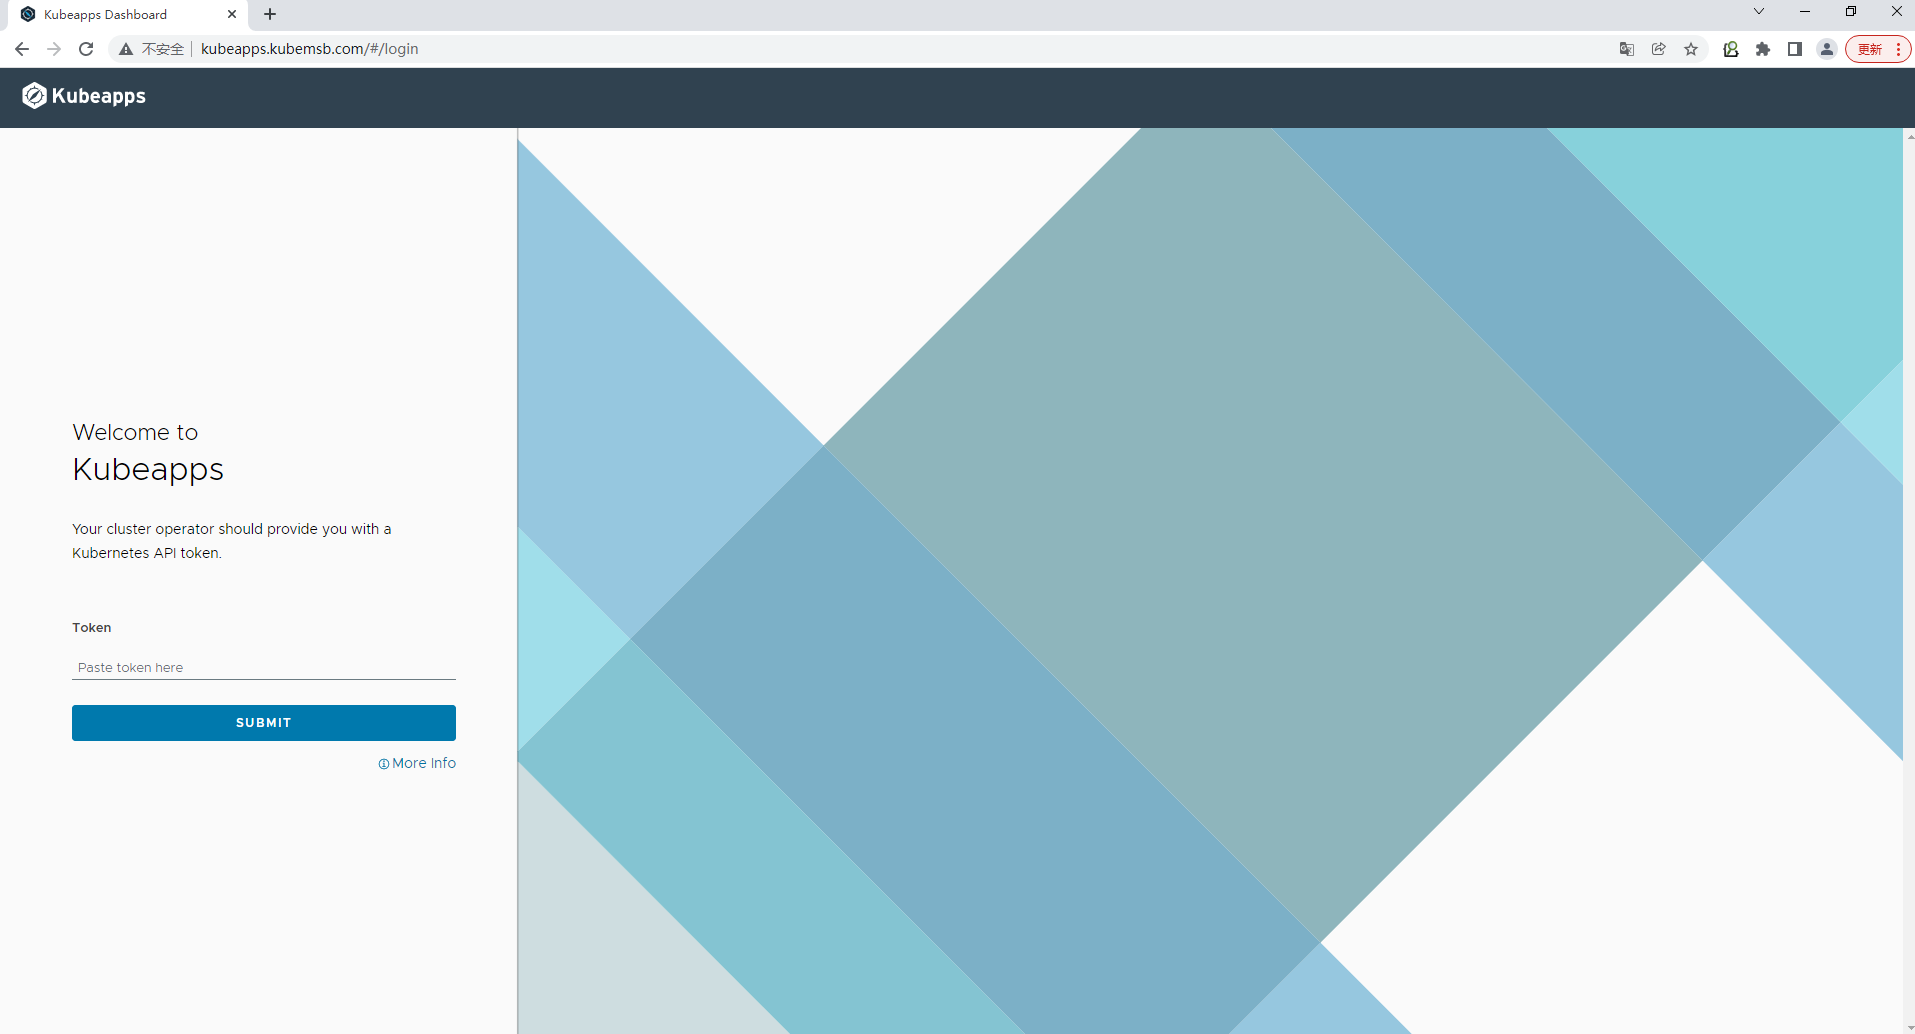 Kubeapps Dashboard
不安全
kubeapps.kubemsb.com/#/login
更新
Kubeapps
Welcome to
Kubeapps
Your cluster operator should provide you with a
Kubernetes API token.
Token
Paste token here
SUBMIT
More Info